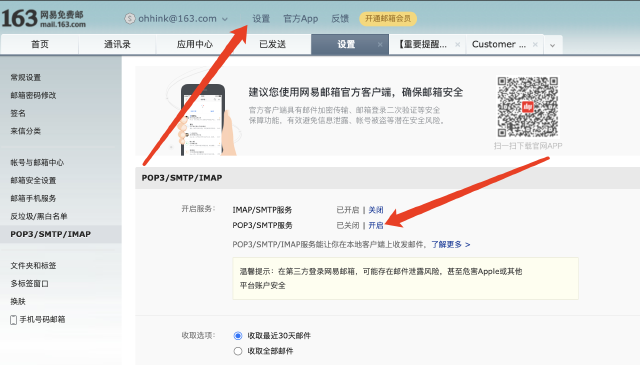 163 网易免费邮
mail.163.com
ohhink@163.com 设置 官方App 反馈 开通邮箱会员
首页 通讯录 应用中心 已发送 设置 【重要提醒... Customer ...
常规设置
邮箱密码修改
签名
来信分类
帐号与邮箱中心
邮箱安全设置
邮箱手机服务
反垃圾/黑白名单
POP3/SMTP/IMAP
文件夹和标签
多标签窗口
换肤
手机号码邮箱
建议您使用网易邮箱官方客户端，确保邮箱安全
官方客户端具有邮件加密传输、邮箱登录二次验证等安全
保障功能，有效避免信息泄露、帐号被盗等潜在安全风险。
扫一扫下载官网APP
POP3/SMTP/IMAP
开启服务： IMAP/SMTP服务 已开启 | 关闭
POP3/SMTP服务 已关闭 | 开启
POP3/SMTP/IMAP服务能让你在本地客户端上收发邮件，了解更多 >
温馨提示：在第三方登录网易邮箱，可能存在邮件泄露风险，甚至危害Apple或其他
平台账户安全
收取选项： 收取最近30天邮件
收取全部邮件